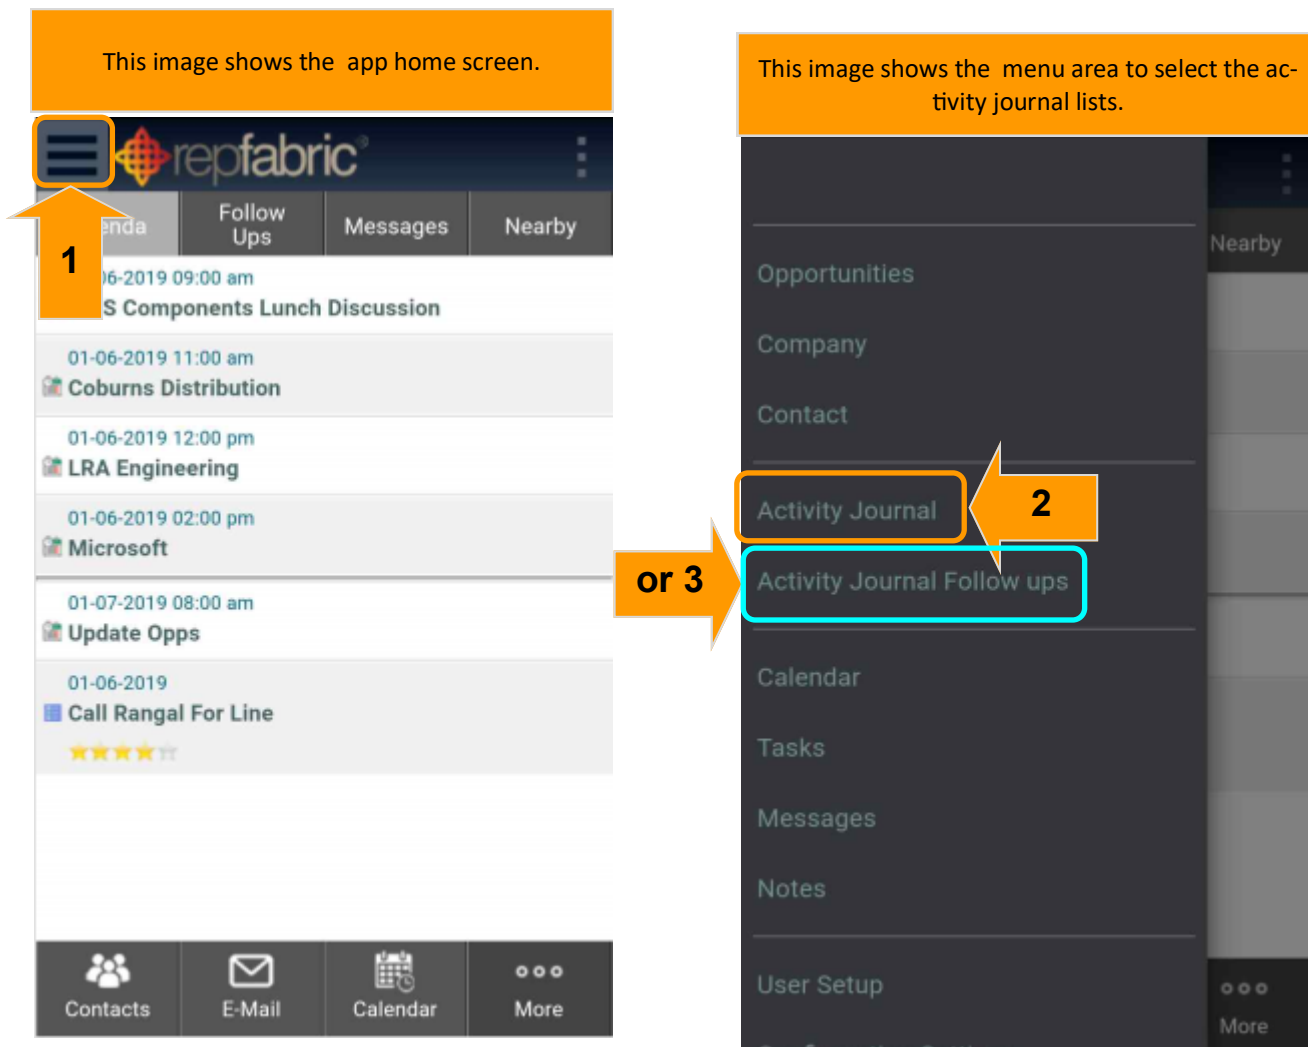 This image shows the  app home screen.
repfabric®
Follow
Ups
Messages
Nearby
1
09:00 am
Components Lunch Discussion
01-06-2019 11:00 am
Coburns Distribution
01-06-2019 12:00 pm
LRA Engineering
01-06-2019 02:00 pm
Microsoft
01-07-2019 08:00 am
Update Opps
01-06-2019
Call Rangal For Line
Contacts
E-Mail
Calendar
More
or 3
This image shows the  menu area to select the ac-
tivity journal lists.
Nearby
Opportunities
Company
Contact
Activity Journal
2
Activity Journal Follow ups
Calendar
Tasks
Messages
Notes
User Setup
More